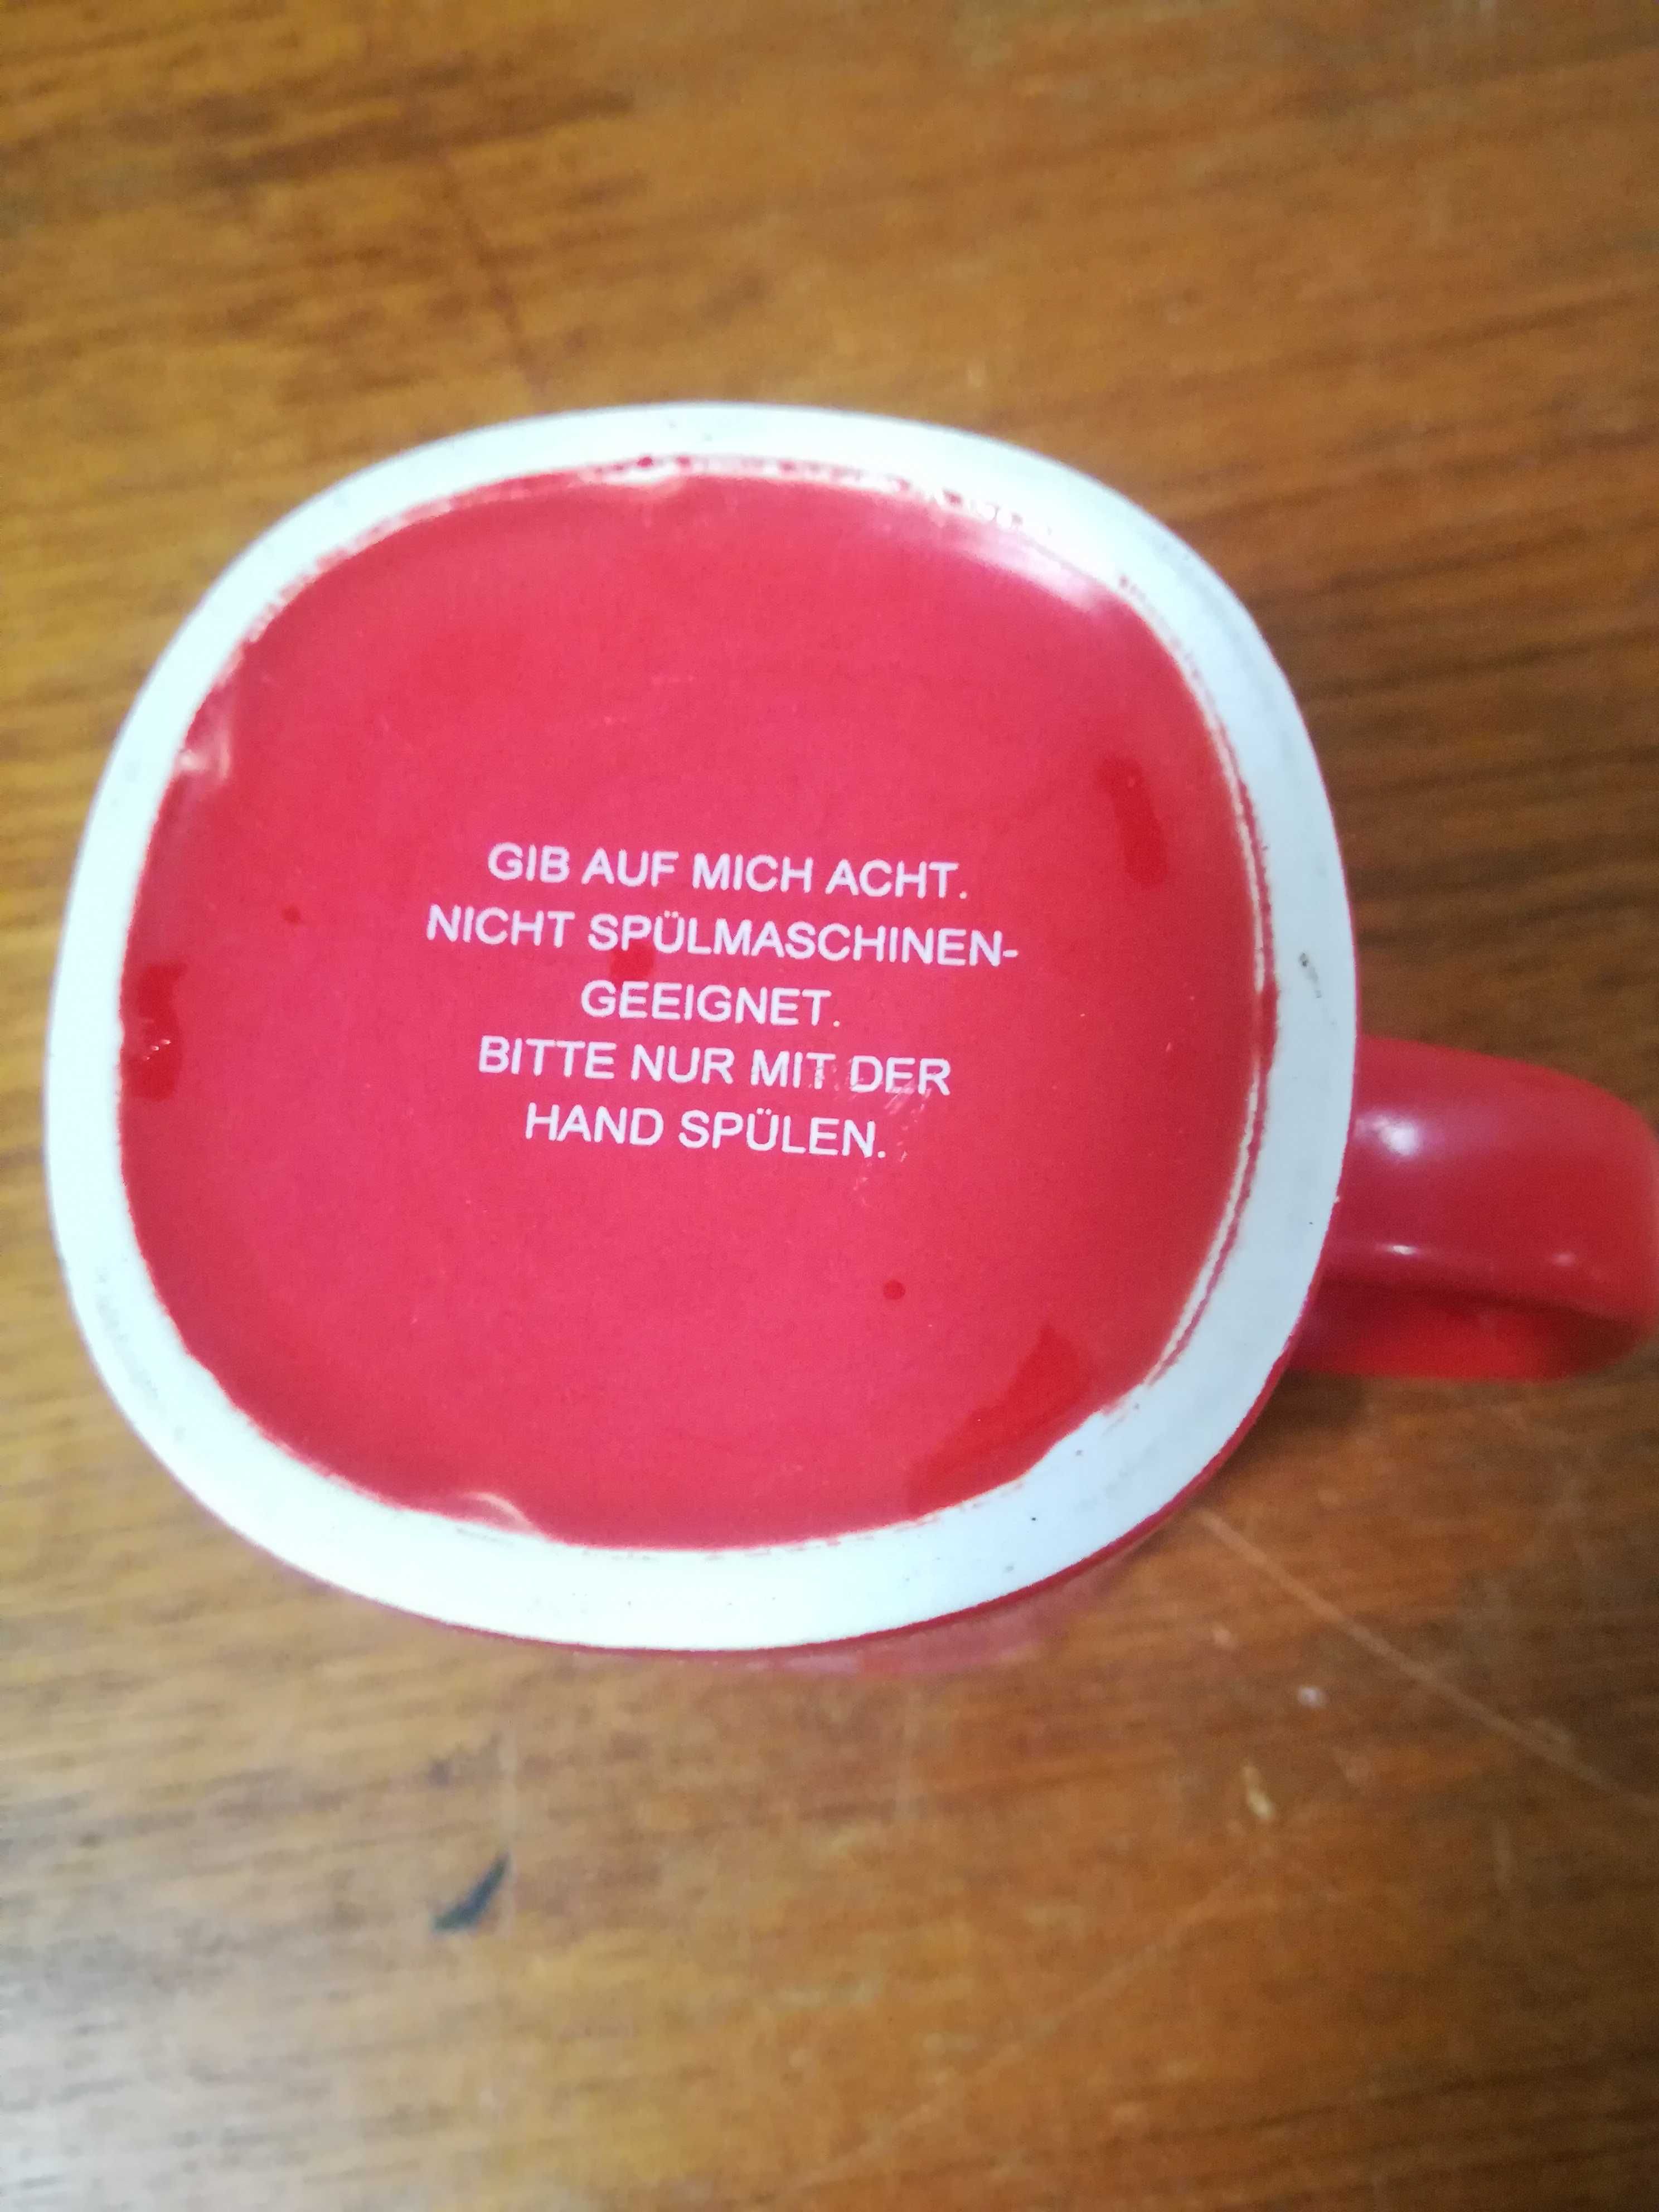 GIB AUF MICH ACHT.
NICHT SPÜLMASCHINEN-
GEEIGNET.
BITTE NUR MIT DER
HAND SPÜLEN.